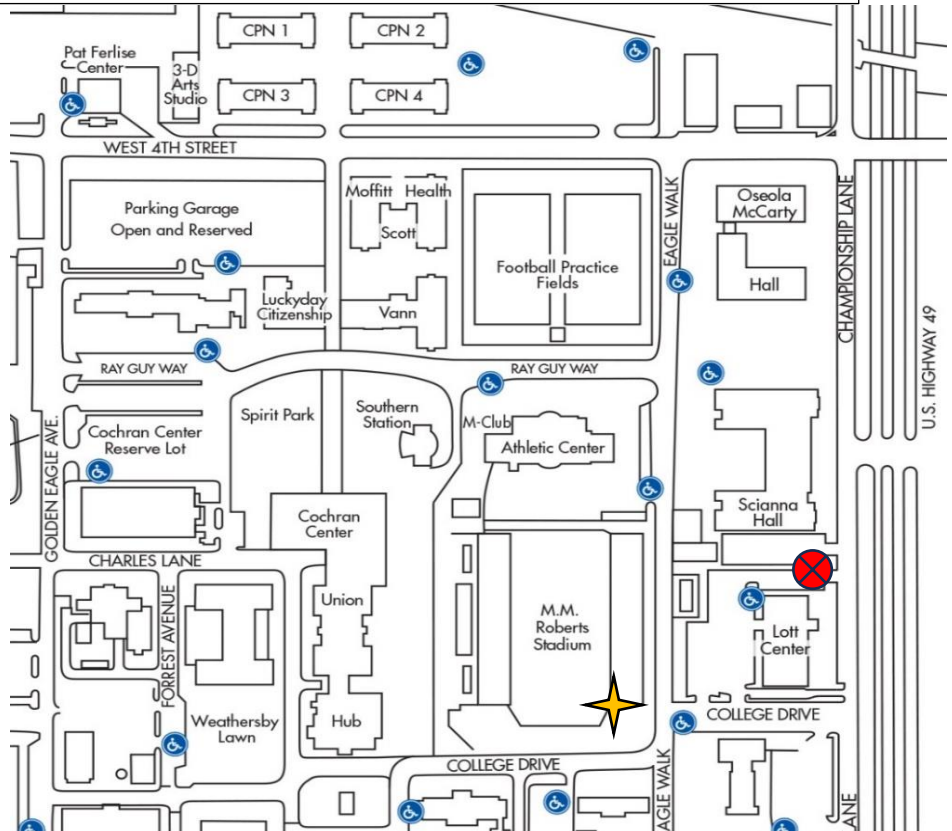 CPN 1
CPN 2
Pat Ferlise
Center
3-D
Arts
Studio
CPN 3
CPN 4
WEST 4TH STREET
Parking Garage
Open and Reserved
Moffitt Health
Scott
Football Practice
Fields
EAGLE WALK
Oseola
McCarty
Hall
CHAMPIONSHIP LANE
U.S. HIGHWAY 49
Luckyday
Citizenship
Vann
RAY GUY WAY
RAY GUY WAY
GOLDEN EAGLE AVE.
Cochran Center
Reserve Lot
Spirit Park
Southern
Station
M-Club
Athletic Center
Scianna
Hall
Cochran
Center
CHARLES LANE
Union
FORREST AVENUE
M.M.
Roberts
Stadium
Lott
Center
Weathersby
Lawn
Hub
COLLEGE DRIVE
COLLEGE DRIVE
AGLE WALK
ANE